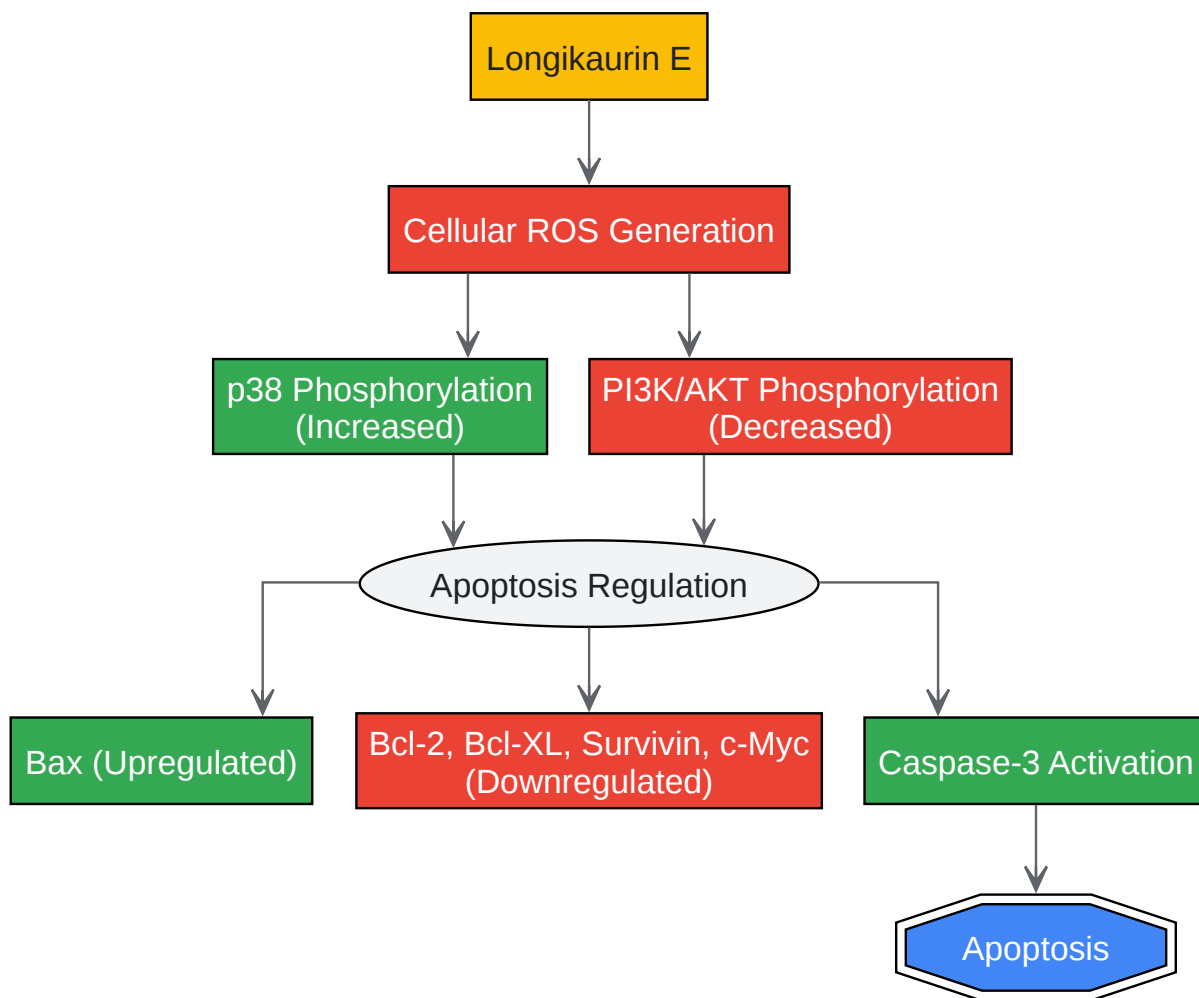 Longikaurin E
Cellular ROS Generation
p38 Phosphorylation
(Increased)
PI3K/AKT Phosphorylation
(Decreased)
Apoptosis Regulation
Bax (Upregulated)
Bcl-2, Bcl-XL, Survivin, c-Myc
(Downregulated)
Caspase-3 Activation
Apoptosis